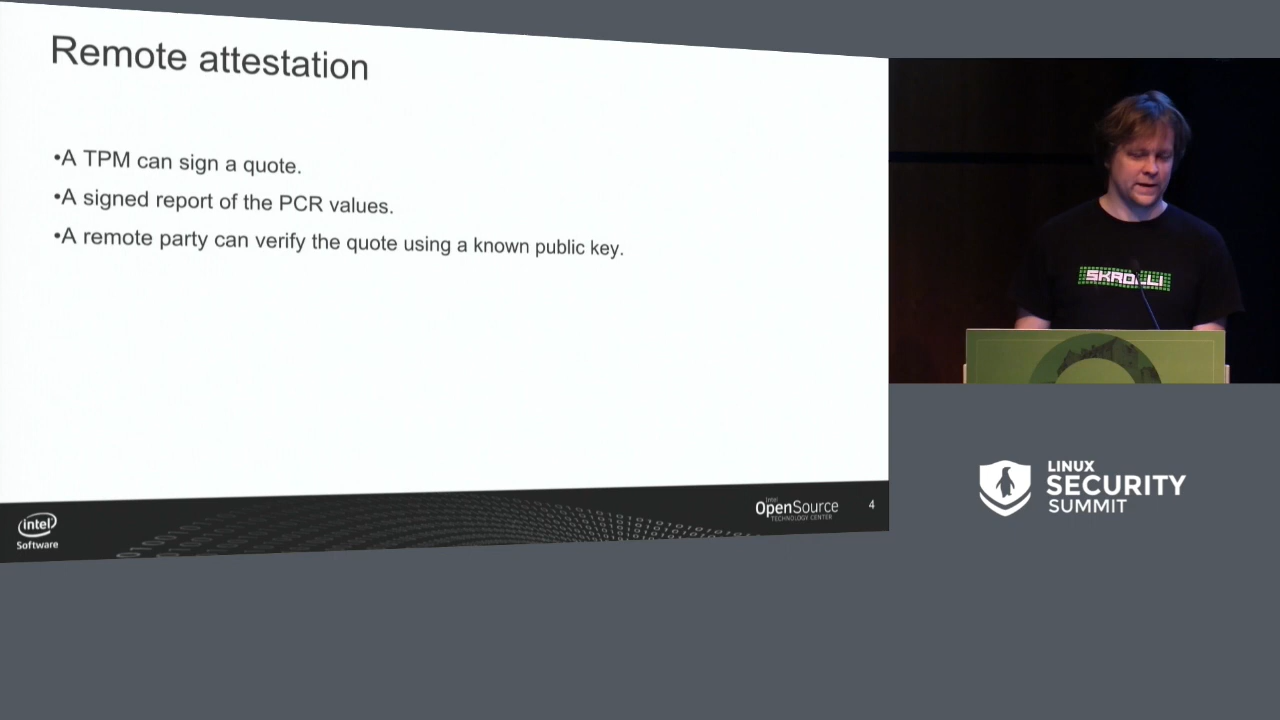 Remote attestation
•A TPM can sign a quote.
•A signed report of the PCR values.
•A remote party can verify the quote using a known public key.
SKROLLI
LINUX
SECURITY
SUMMIT
intel
Software
Intel
OpenSource
TECHNOLOGY CENTER
4